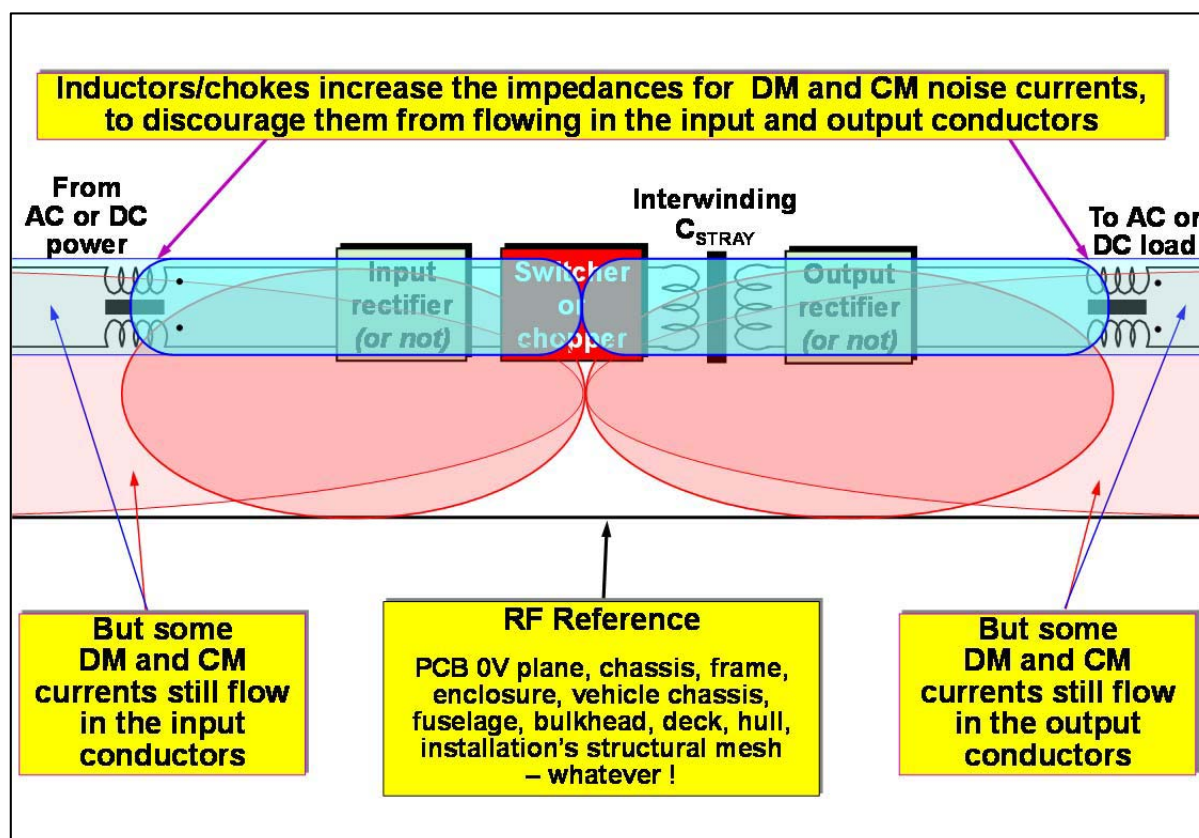 Inductors/chokes increase the impedances for DM and CM noise currents,
to discourage them from flowing in the input and output conductors
From
AC or DC
power
Interwinding
CSTRAY
To AC or
DC load
Input
rectifier
(or not)
Switcher
or
chopper
Output
rectifier
(or not)
But some
DM and CM
currents still flow
in the input
conductors
RF Reference
PCB 0V plane, chassis, frame,
enclosure, vehicle chassis,
fuselage, bulkhead, deck, hull,
installation's structural mesh
– whatever !
But some
DM and CM
currents still flow
in the output
conductors